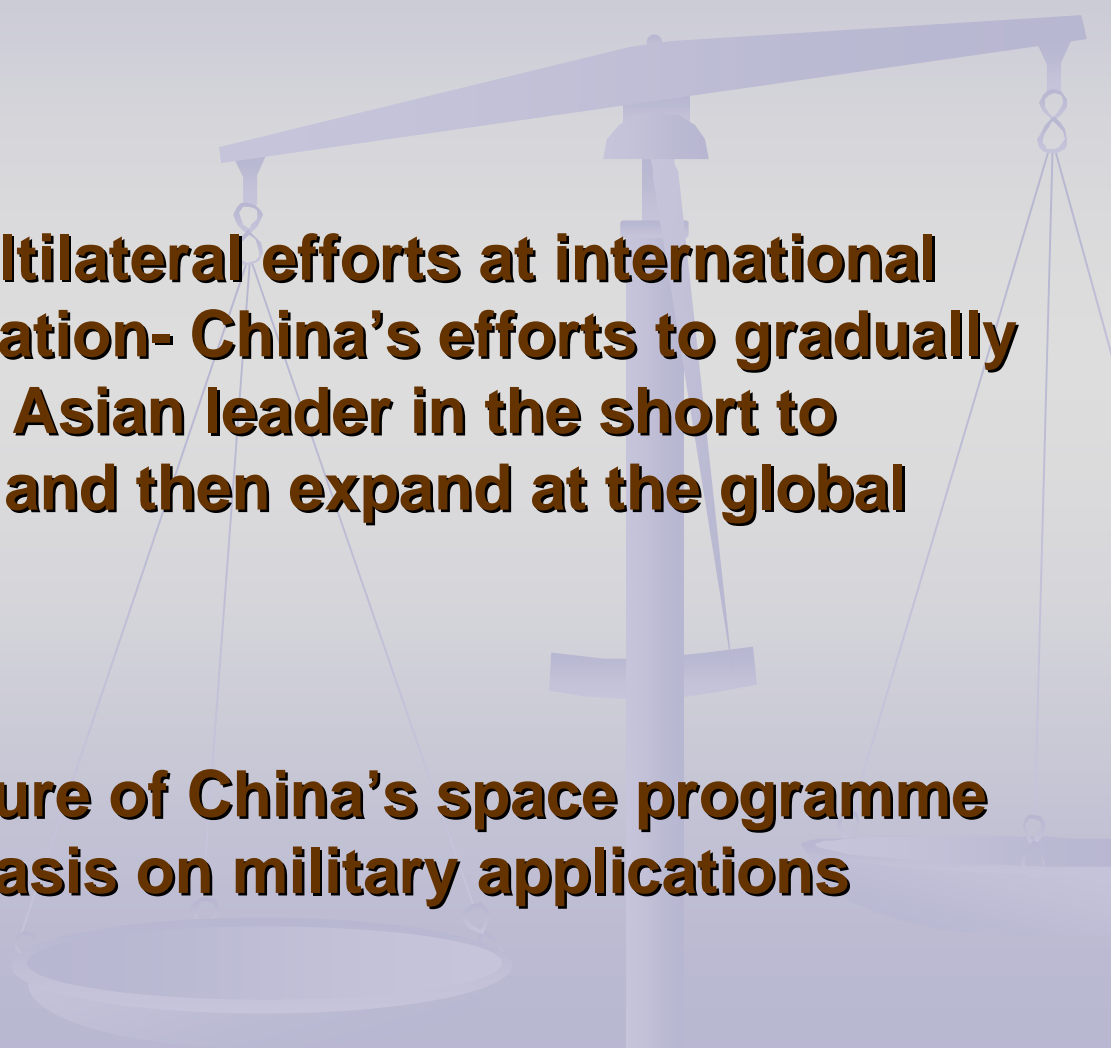 ltilateral efforts at international
ation- China’s efforts to gradually
Asian leader in the short to
and then expand at the global
ure of China’s space programme
asis on military applications